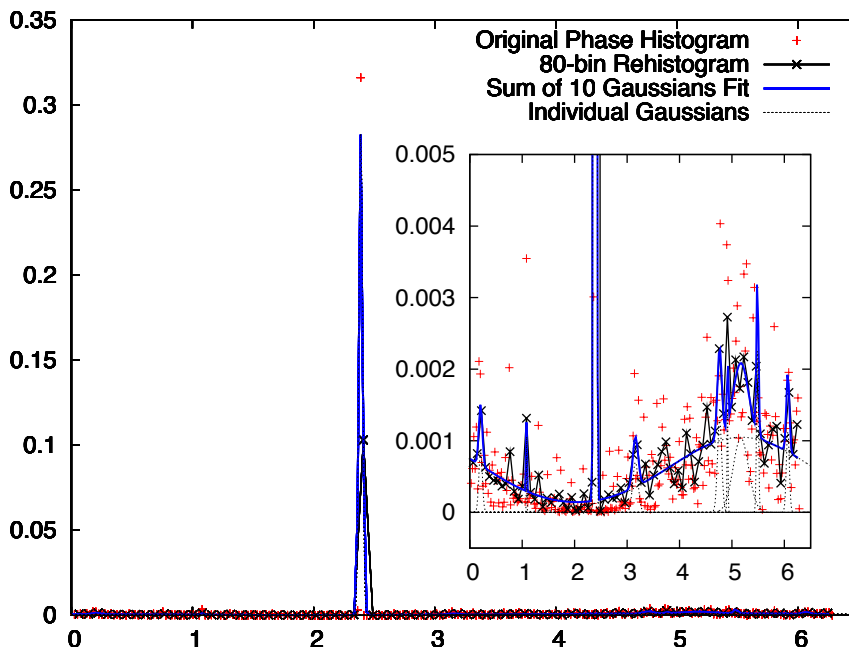 0.35
0.3
0.25
0.2
0.15
0.1
0.05
0
0 1 2 3 4 5 6
Original Phase Histogram
80-bin Rehistogram
Sum of 10 Gaussians Fit
Individual Gaussians
0.005
0.004
0.003
0.002
0.001
0
0 1 2 3 4 5 6